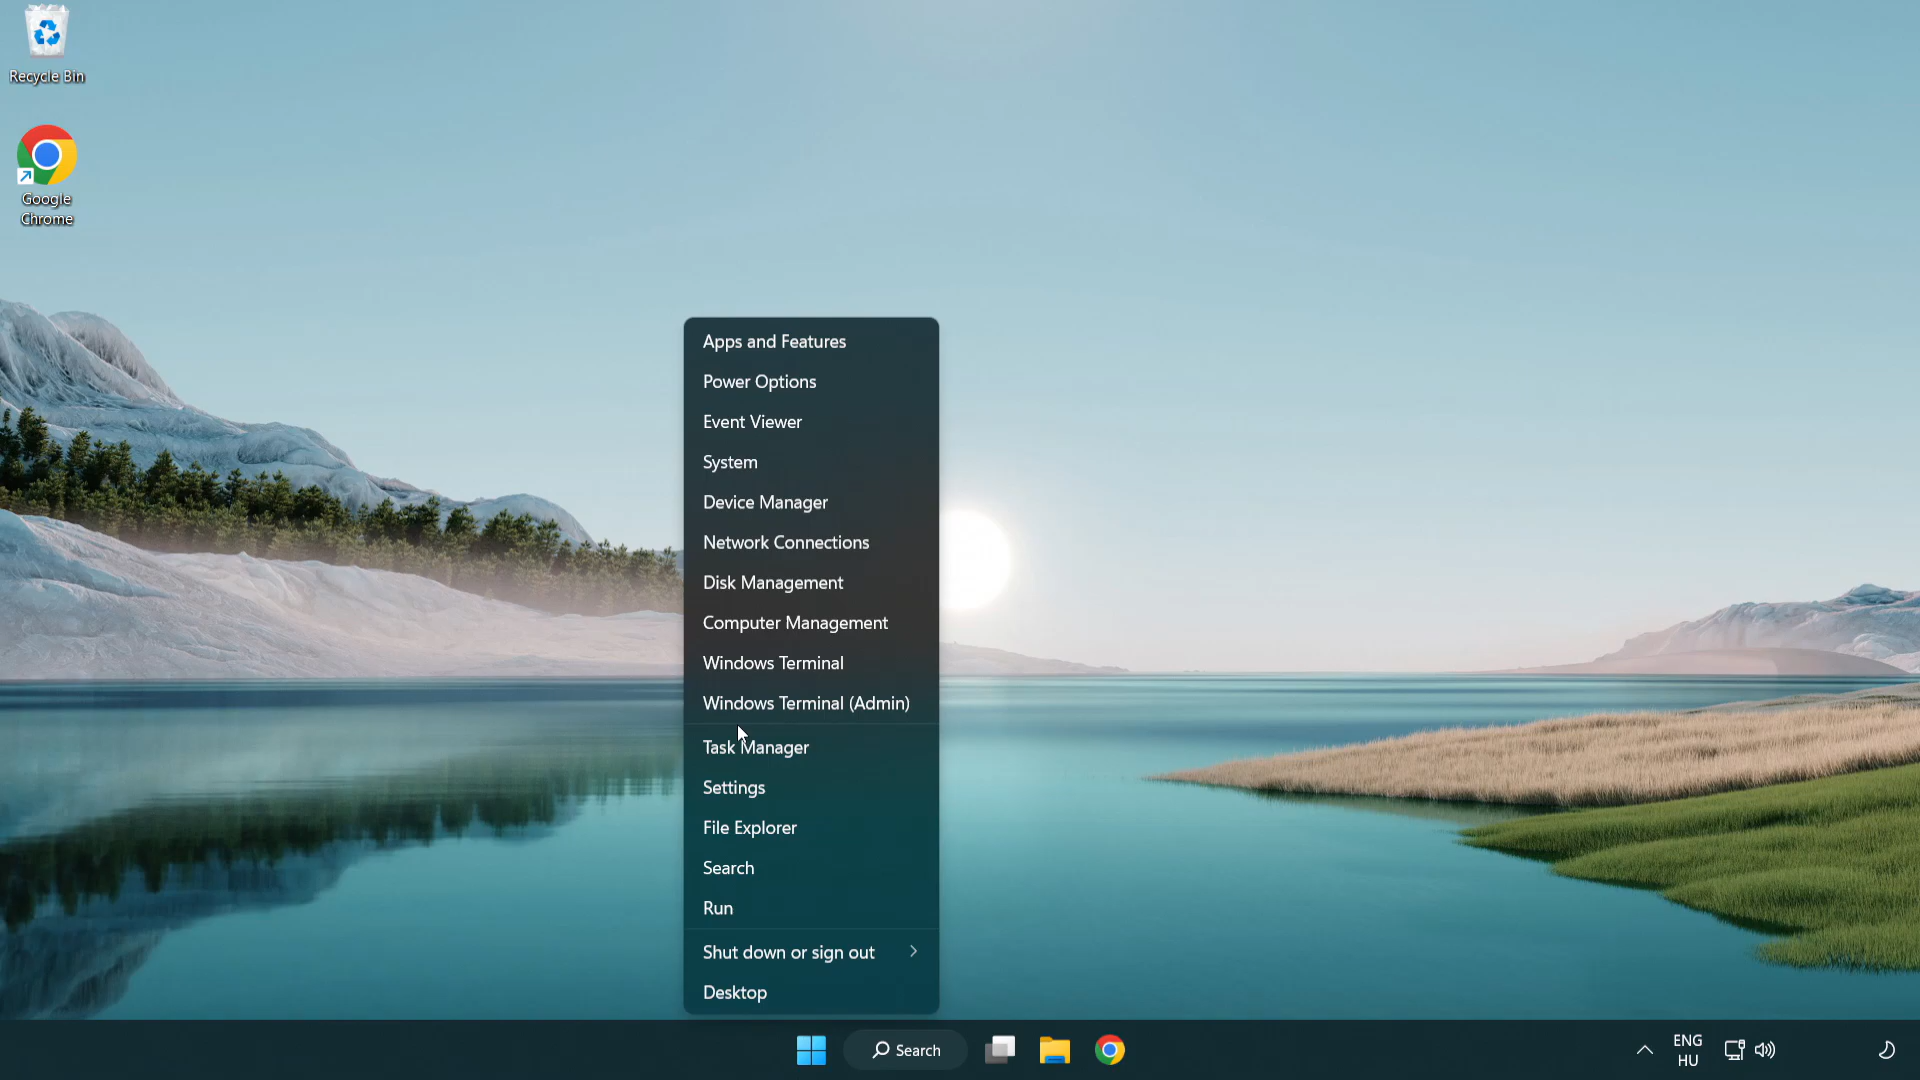 Recycle Bin
Google
Chrome
Apps and Features
Power Options
Event Viewer
System
Device Manager
Network Connections
Disk Management
Computer Management
Windows Terminal
Windows Terminal (Admin)
Task Manager
Settings
File Explorer
Search
Run
Shut down or sign out
Desktop
Search
ENG
HU